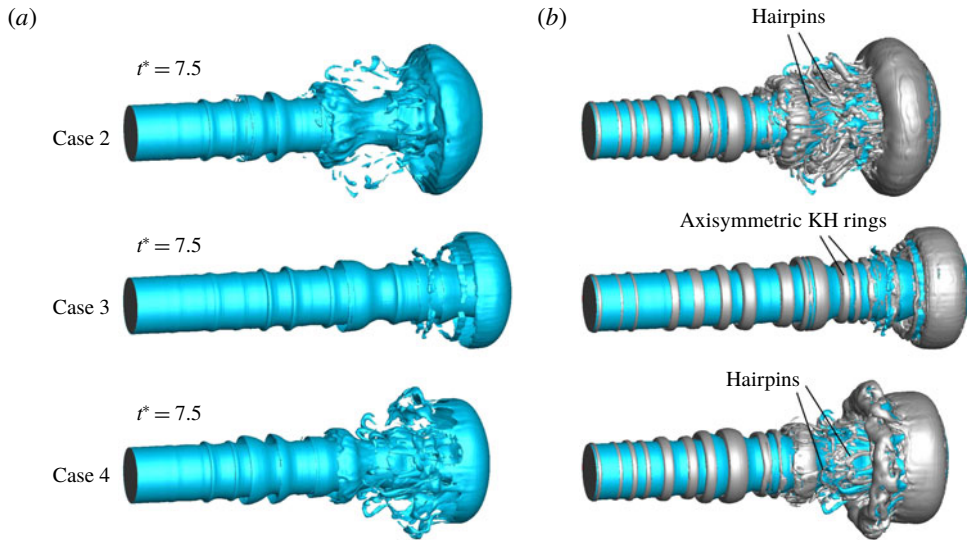 (a)
(b)
Hairpins
t* = 7.5
Case 2
Axisymmetric KH rings
t* = 7.5
Case 3
Hairpins
t* = 7.5
Case 4